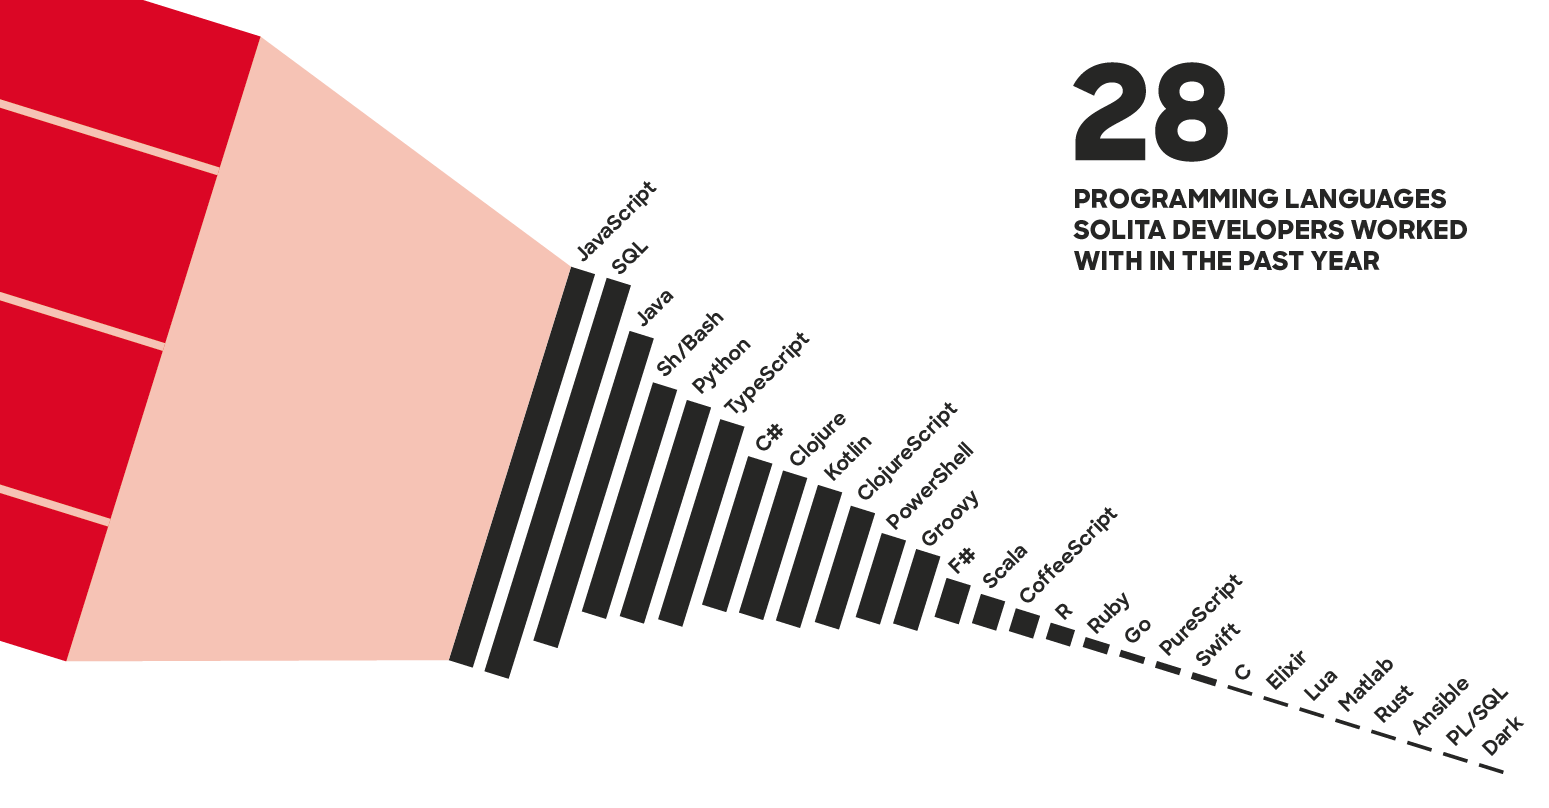 28
PROGRAMMING LANGUAGES
SOLITA DEVELOPERS WORKED
WITH IN THE PAST YEAR
JavaScript
SQL
Java
Sh/Bash
Python
TypeScript
C#
Clojure
Kotlin
ClojureScript
PowerShell
Groovy
F#
Scala
CoffeeScript
R
Ruby
Go
PureScript
Swift
C
Elixir
Lua
Matlab
Rust
Ansible
PL/SQL
Dark